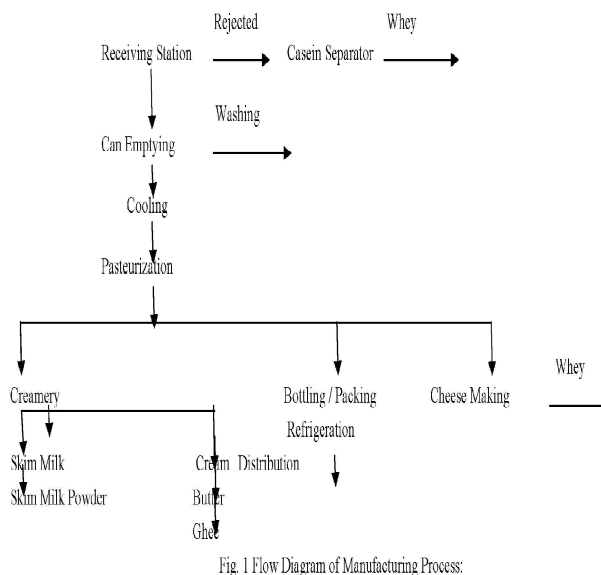 Rejected Whey
Receiving Station Casein Separator
Washing
Can Emptying
Cooling
Pasteurization
Whey
Creamery Bottling / Packing Cheese Making
Refrigeration
Skim Milk Cream Distribution
Skim Milk Powder Butter
Ghee
Fig. 1 Flow Diagram of Manufacturing Process: